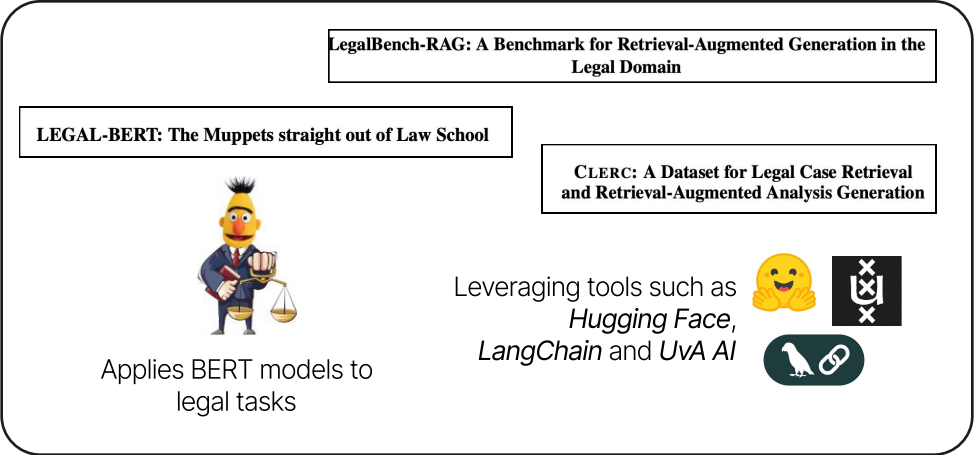 LegalBench-RAG: A Benchmark for Retrieval-Augmented Generation in the
Legal Domain
LEGAL-BERT: The Muppets straight out of Law School
CLERC: A Dataset for Legal Case Retrieval
and Retrieval-Augmented Analysis Generation
Applies BERT models to
legal tasks
Leveraging tools such as
Hugging Face,
LangChain and UvA AI
U